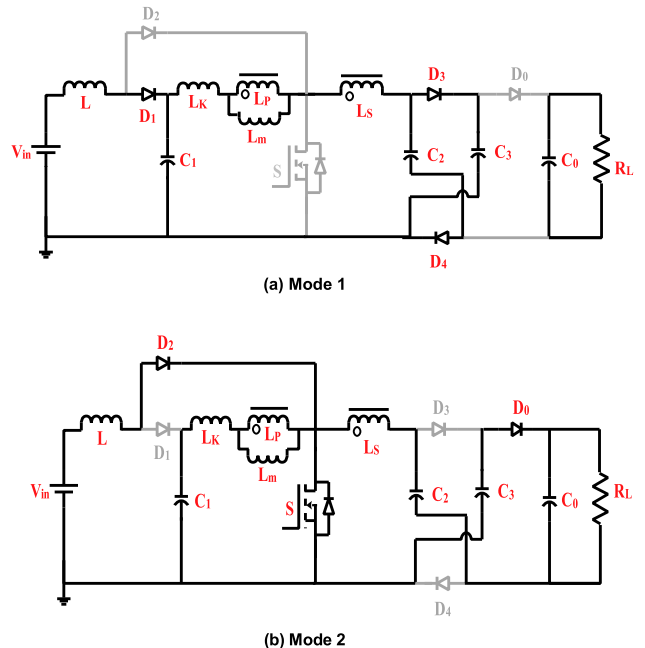 D2
L
D1
LK
LP
Lm
LS
D3
D0
Vin
C1
S
C2
C3
C0
RL
D4
(a) Mode 1
D2
L
D1
LK
LP
Lm
LS
D3
D0
Vin
C1
S
C2
C3
C0
RL
D4
(b) Mode 2